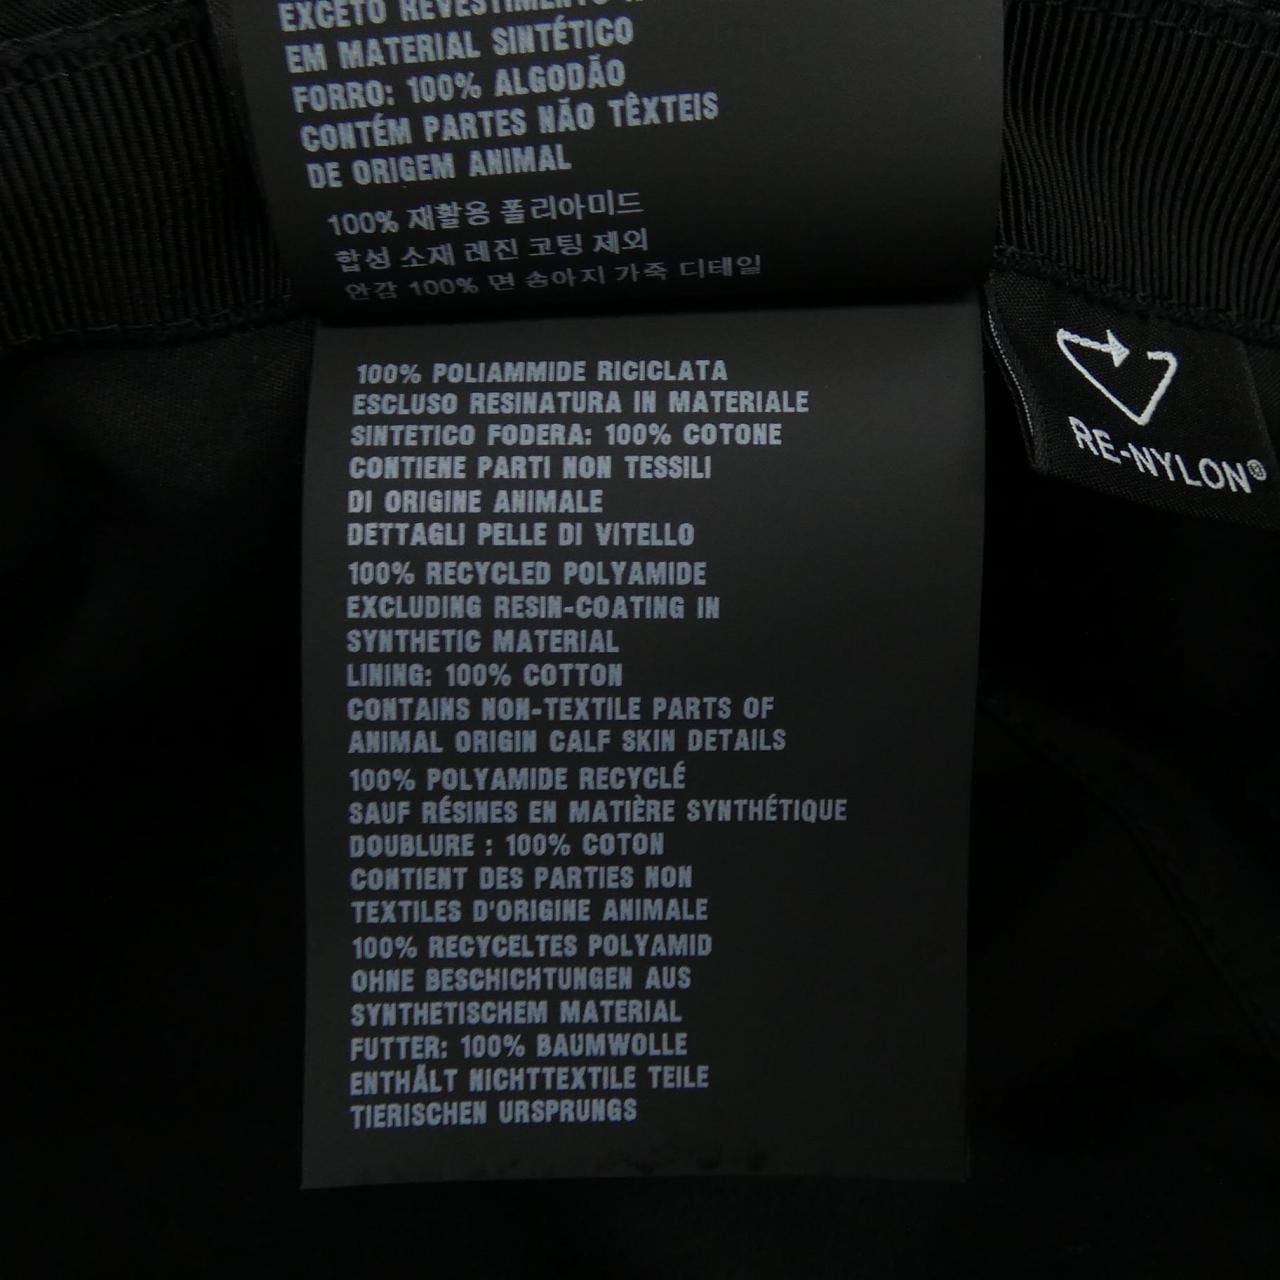 EXCETO REVESTIMENTO
EM MATERIAL SINTÉTICO
FORRO: 100% ALGODÃO
CONTÉM PARTES NÃO TÊXTEIS
DE ORIGEM ANIMAL
100% 재활용 폴리아미드
합성 소재 레진 코팅 제외
안감 100% 면 송아지 가죽 디테일
RE-NYLON®
100% POLIAMMIDE RICICLATA
ESCLUSO RESINATURA IN MATERIALE
SINTETICO FODERA: 100% COTONE
CONTIENE PARTI NON TESSILI
DI ORIGINE ANIMALE
DETTAGLI PELLE DI VITELLO
100% RECYCLED POLYAMIDE
EXCLUDING RESIN-COATING IN
SYNTHETIC MATERIAL
LINING: 100% COTTON
CONTAINS NON-TEXTILE PARTS OF
ANIMAL ORIGIN CALF SKIN DETAILS
100% POLYAMIDE RECYCLÉ
SAUF RÉSINES EN MATIÈRE SYNTHÉTIQUE
DOUBLURE : 100% COTON
CONTIENT DES PARTIES NON
TEXTILES D'ORIGINE ANIMALE
100% RECYCELTES POLYAMID
OHNE BESCHICHTUNGEN AUS
SYNTHETISCHEM MATERIAL
FUTTER: 100% BAUMWOLLE
ENTHÄLT NICHTTEXTILE TEILE
TIERISCHEN URSPRUNGS